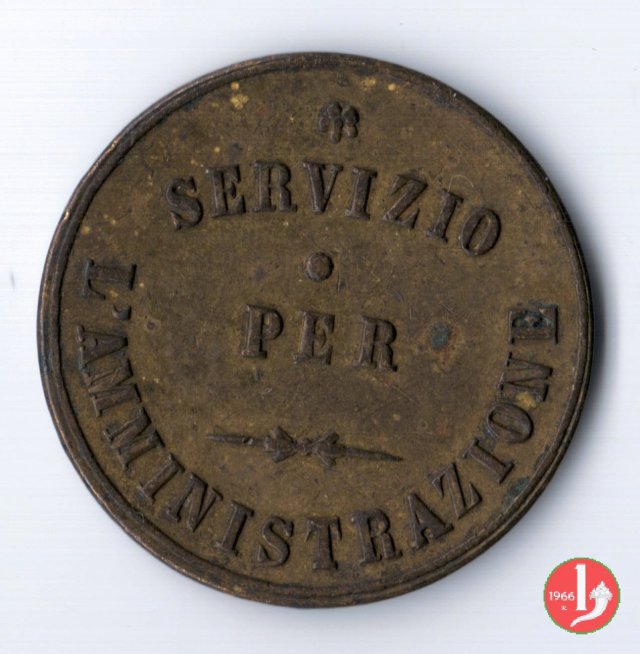 SERVIZIO
PER
L'AMMINISTRAZIONE
1966
K.